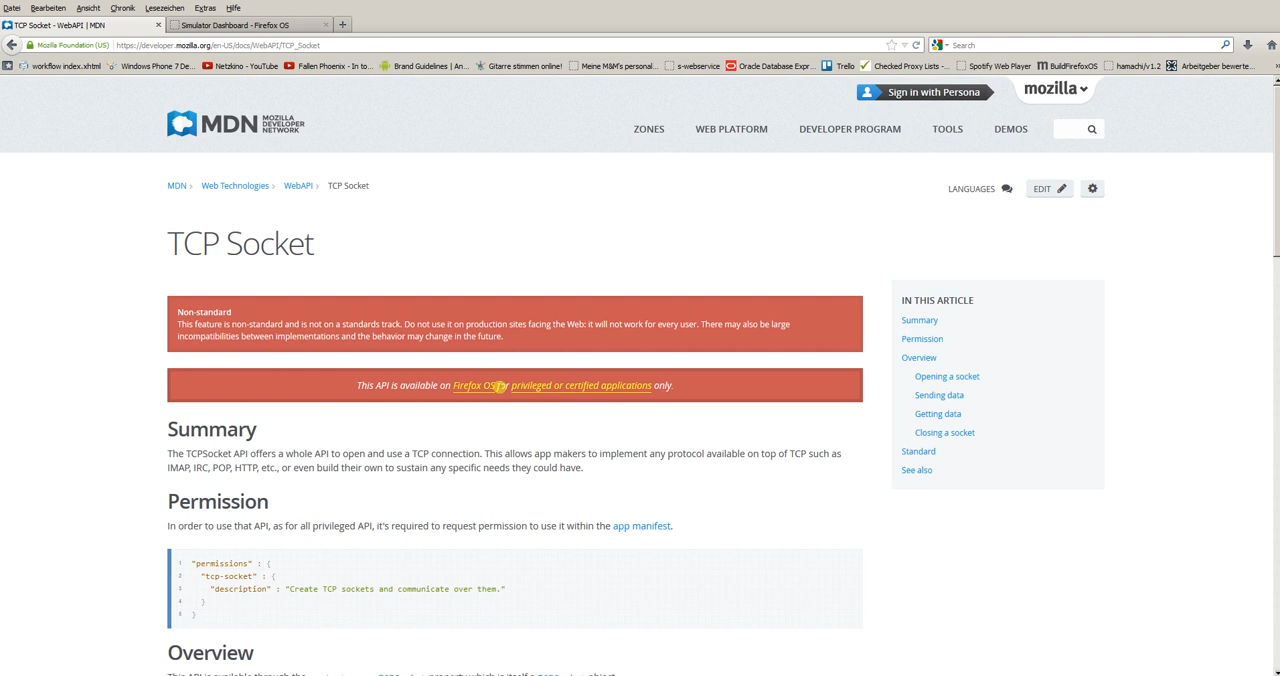 Datei Bearbeiten Ansicht Chronik Lesezeichen Extras Hilfe
TCP Socket - WebAPI | MDN × Simulator Dashboard - Firefox OS × +
Mozilla Foundation (US) https://developer.mozilla.org/en-US/docs/WebAPI/TCP_Socket Search
workflow index.xhtml Windows Phone 7 De... Netzkino - YouTube Fallen Phoenix - In to... Brand Guidelines | An... Gitarre stimmen online! Meine M&M's personal... s-webservice Oracle Database Expr... Trello Checked Proxy Lists -... Spotify Web Player BuildFirefoxOS hamachi/v1.2 Arbeitgeber bewerte... »
Sign in with Persona mozilla
MDN MOZILLA DEVELOPER NETWORK
ZONES WEB PLATFORM DEVELOPER PROGRAM TOOLS DEMOS
MDN › Web Technologies › WebAPI › TCP Socket
LANGUAGES EDIT
TCP Socket
Non-standard
This feature is non-standard and is not on a standards track. Do not use it on production sites facing the Web: it will not work for every user. There may also be large
incompatibilities between implementations and the behavior may change in the future.
This API is available on Firefox OS for privileged or certified applications only.
Summary
The TCPSocket API offers a whole API to open and use a TCP connection. This allows app makers to implement any protocol available on top of TCP such as
IMAP, IRC, POP, HTTP, etc., or even build their own to sustain any specific needs they could have.
Permission
In order to use that API, as for all privileged API, it's required to request permission to use it within the app manifest.
1 "permissions" : {
2 "tcp-socket" : {
3 "description" : "Create TCP sockets and communicate over them."
4 }
5 }
Overview
IN THIS ARTICLE
Summary
Permission
Overview
Opening a socket
Sending data
Getting data
Closing a socket
Standard
See also